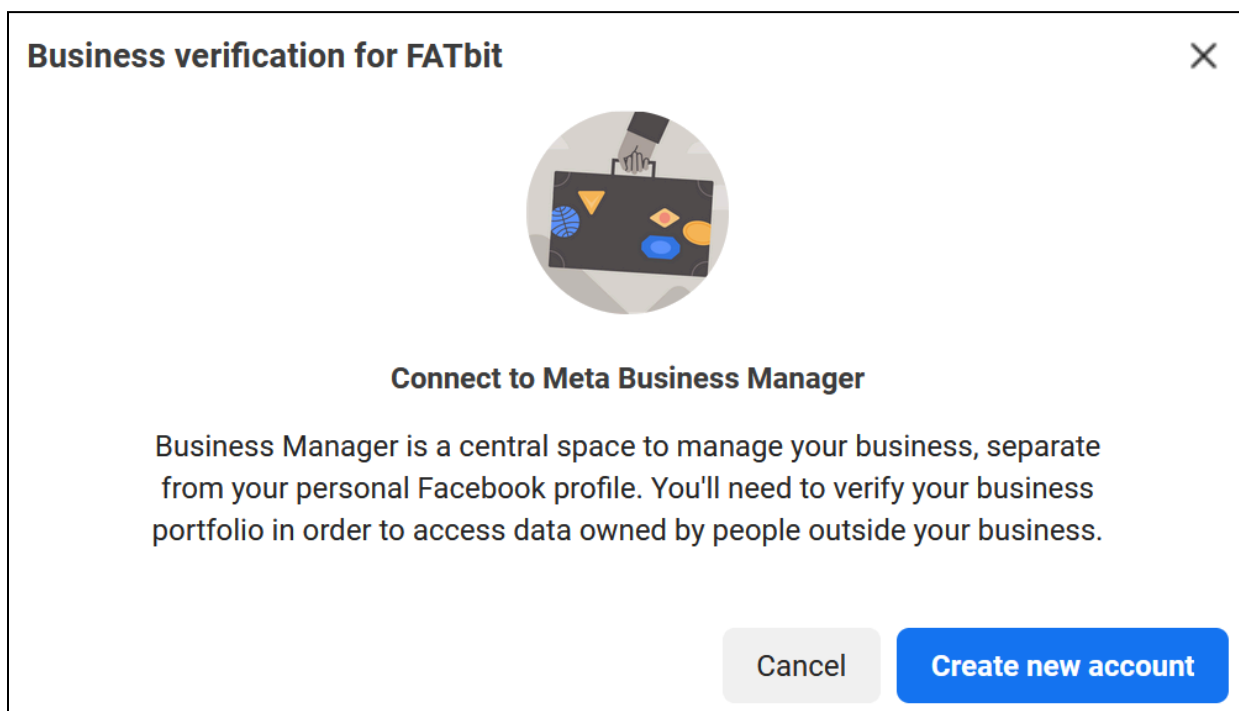 Business verification for FATbit
Connect to Meta Business Manager
Business Manager is a central space to manage your business, separate
from your personal Facebook profile. You'll need to verify your business
portfolio in order to access data owned by people outside your business.
Cancel
Create new account